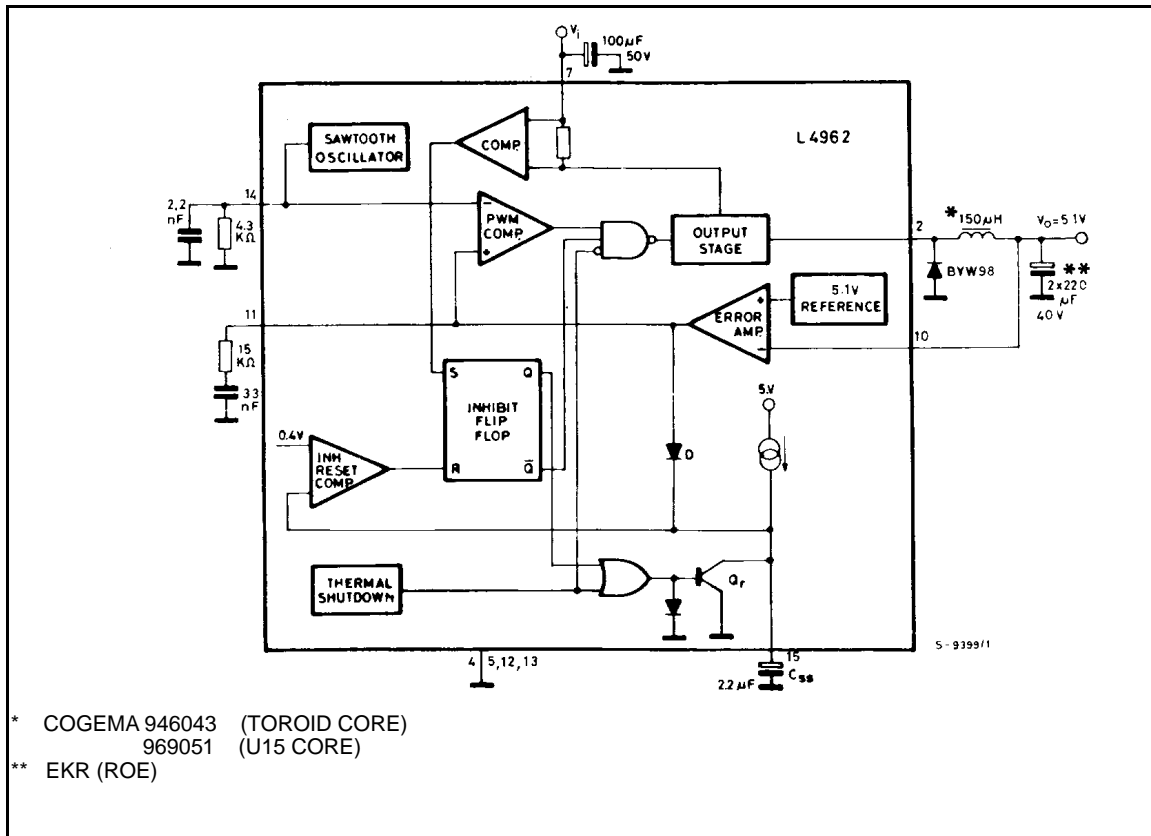 Vi
100µF
50V
7
L4962
SAWTOOTH
OSCILLATOR
COMP.
14
2,2
nF
4.3
KΩ
−
PWM
COMP.
+
OUTPUT
STAGE
2
*
150µH
Vo=5.1V
BYW98
**
2x220
µF
40V
5.1V
REFERENCE
+
ERROR
AMP.
−
10
11
15
KΩ
33
nF
S Q
INHIBIT
FLIP
FLOP
R Q̅
0.4V
INH
RESET
COMP.
D
5V
THERMAL
SHUTDOWN
Qr
S-9399/1
4 5,12,13
15
Css
2.2µF
* COGEMA 946043 (TOROID CORE)
969051 (U15 CORE)
** EKR (ROE)